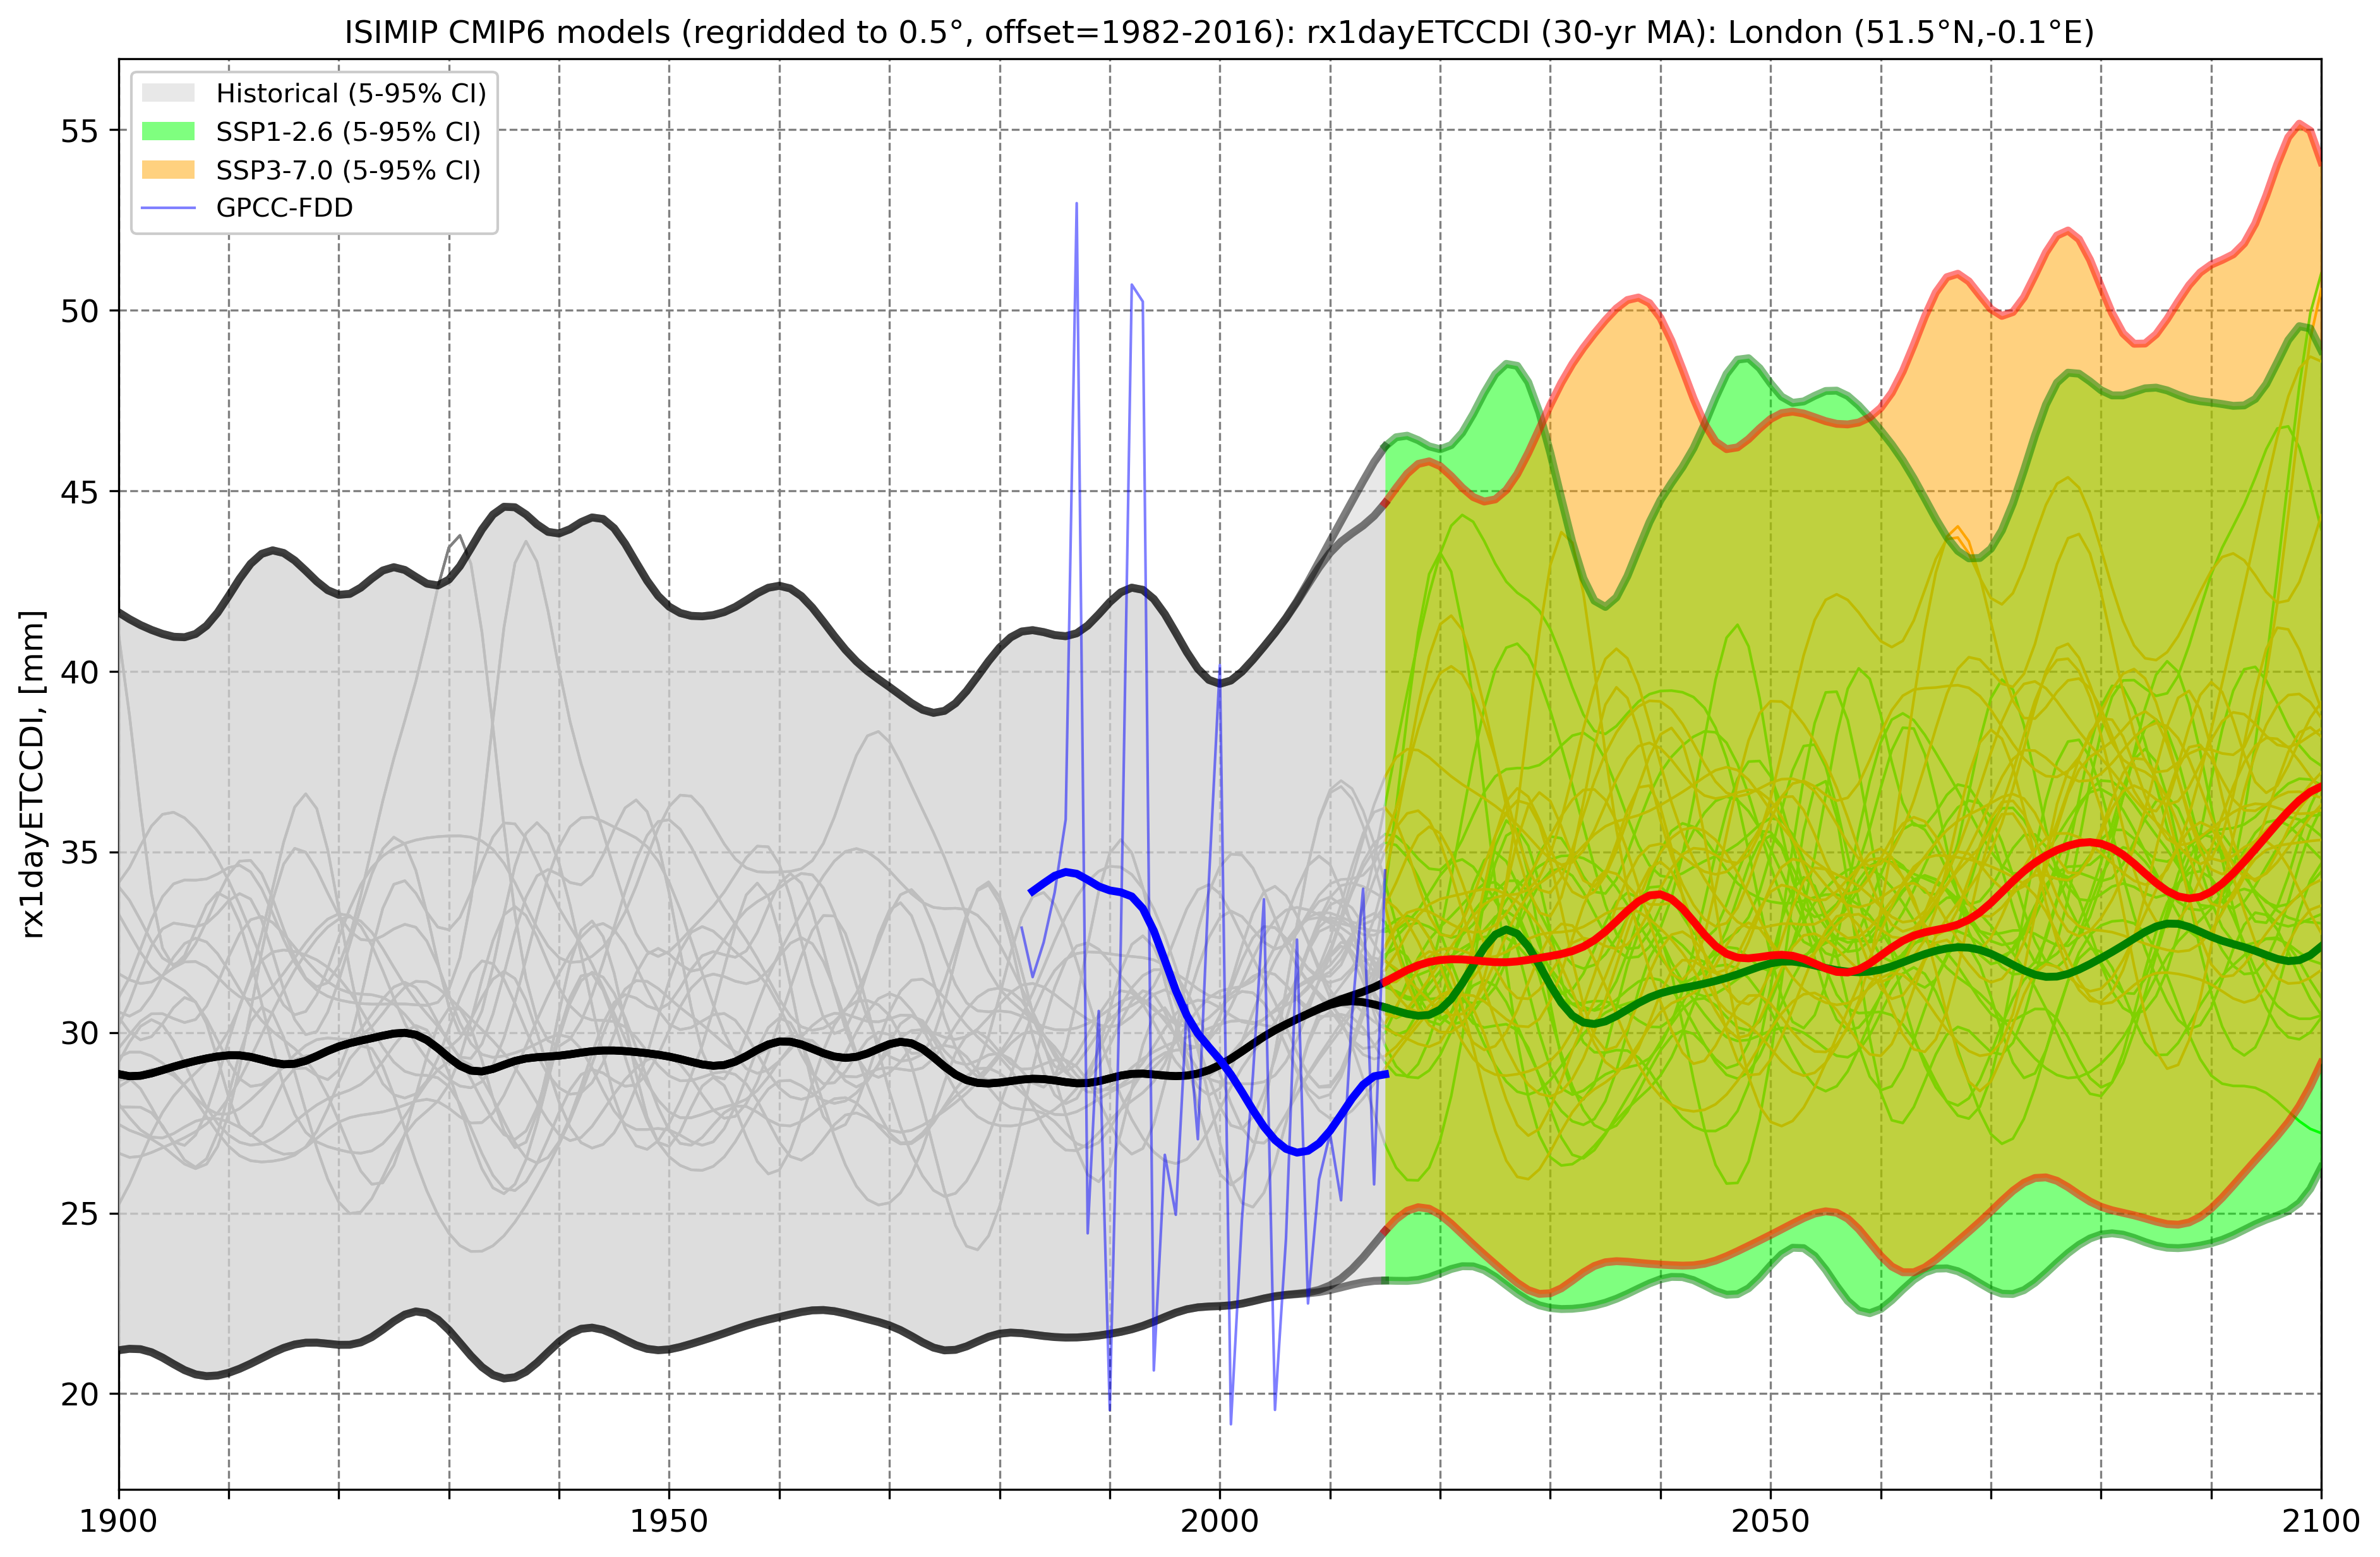 ISIMIP CMIP6 models (regridded to 0.5°, offset=1982-2016): rx1dayETCCDI (30-yr MA): London (51.5°N,-0.1°E)
Historical (5-95% CI)
SSP1-2.6 (5-95% CI)
SSP3-7.0 (5-95% CI)
GPCC-FDD
rx1dayETCCDI, [mm]
55
50
45
40
35
30
25
20
1900 1950 2000 2050 2100